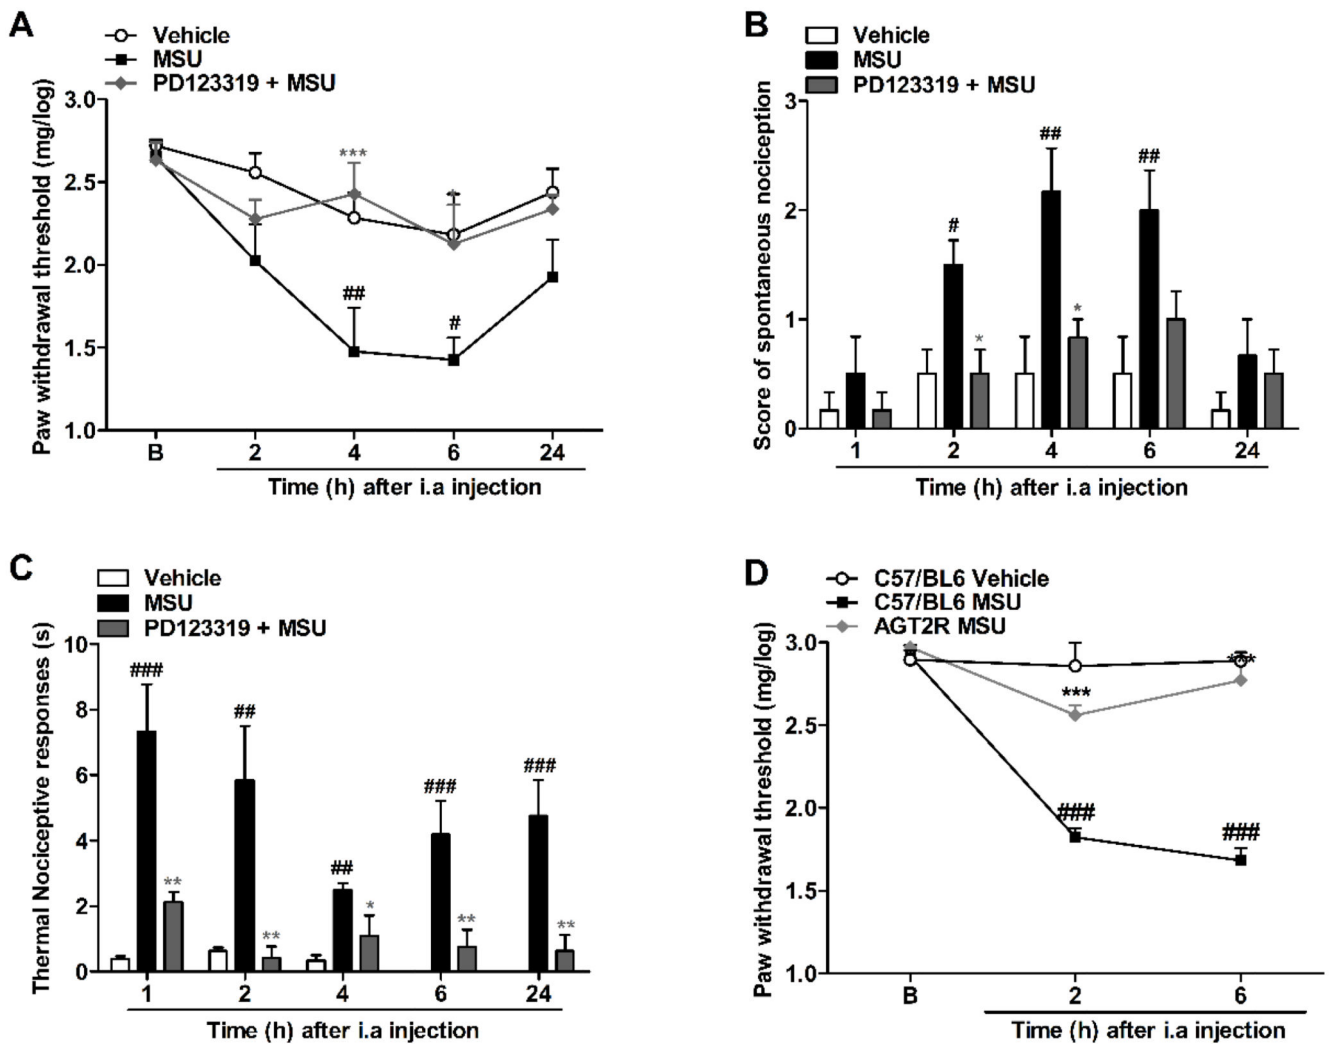 A
Vehicle
MSU
PD123319 + MSU
Paw withdrawal threshold (mg/log)
3.0
2.5
2.0
1.5
1.0
***
*
##
#
B 2 4 6 24
Time (h) after i.a injection
B
Vehicle
MSU
PD123319 + MSU
Score of spontaneous nociception
3
2
1
0
# ## ##
* *
1 2 4 6 24
Time (h) after i.a injection
C
Vehicle
MSU
PD123319 + MSU
Thermal Nociceptive responses (s)
10
8
6
4
2
0
### ## ## ### ###
** ** * ** **
1 2 4 6 24
Time (h) after i.a injection
D
C57/BL6 Vehicle
C57/BL6 MSU
AGT2R MSU
Paw withdrawal threshold (mg/log)
3.0
2.5
2.0
1.5
1.0
*** ***
### ###
B 2 6
Time (h) after i.a injection